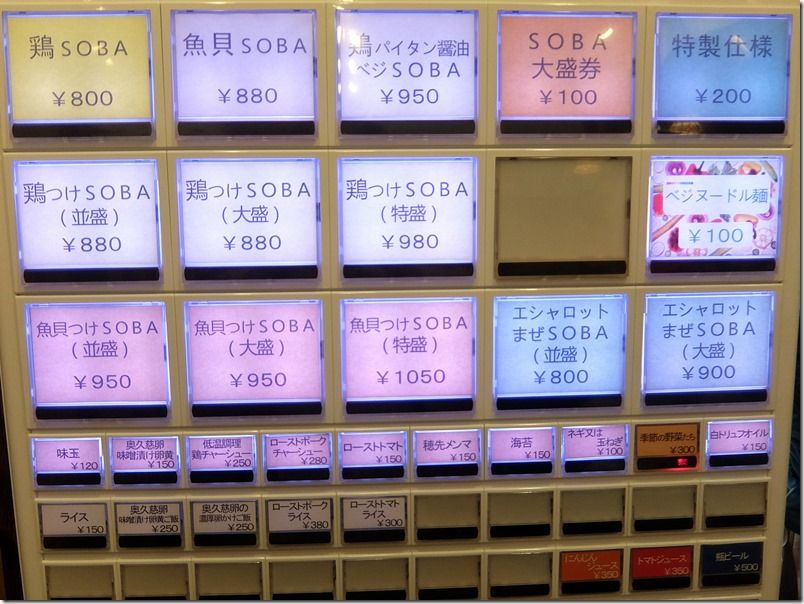 鶏SOBA
￥800
魚貝SOBA
￥880
鶏パイタン醤油
ベジSOBA
￥950
SOBA
大盛券
￥100
特製仕様
￥200
鶏つけSOBA
(並盛)
￥880
鶏つけSOBA
(大盛)
￥880
鶏つけSOBA
(特盛)
￥980
ベジヌードル麺
￥100
魚貝つけSOBA
(並盛)
￥950
魚貝つけSOBA
(大盛)
￥950
魚貝つけSOBA
(特盛)
￥1050
エシャロット
まぜSOBA
(並盛)
￥800
エシャロット
まぜSOBA
(大盛)
￥900
味玉
￥120
奥久慈卵
味噌漬け卵黄
￥150
低温調理
鶏チャーシュー
￥250
ローストポーク
チャーシュー
￥280
ローストトマト
￥150
穂先メンマ
￥150
海苔
￥150
ネギ又は
玉ねぎ
￥100
季節の野菜たち
￥300
白トリュフオイル
￥150
ライス
￥150
奥久慈卵
味噌漬け卵黄ご飯
￥250
奥久慈卵の
濃厚卵かけご飯
￥250
ローストポーク
ライス
￥380
ローストトマト
ライス
￥300
にんじん
ジュース
￥350
トマトジュース
￥350
瓶ビール
￥500